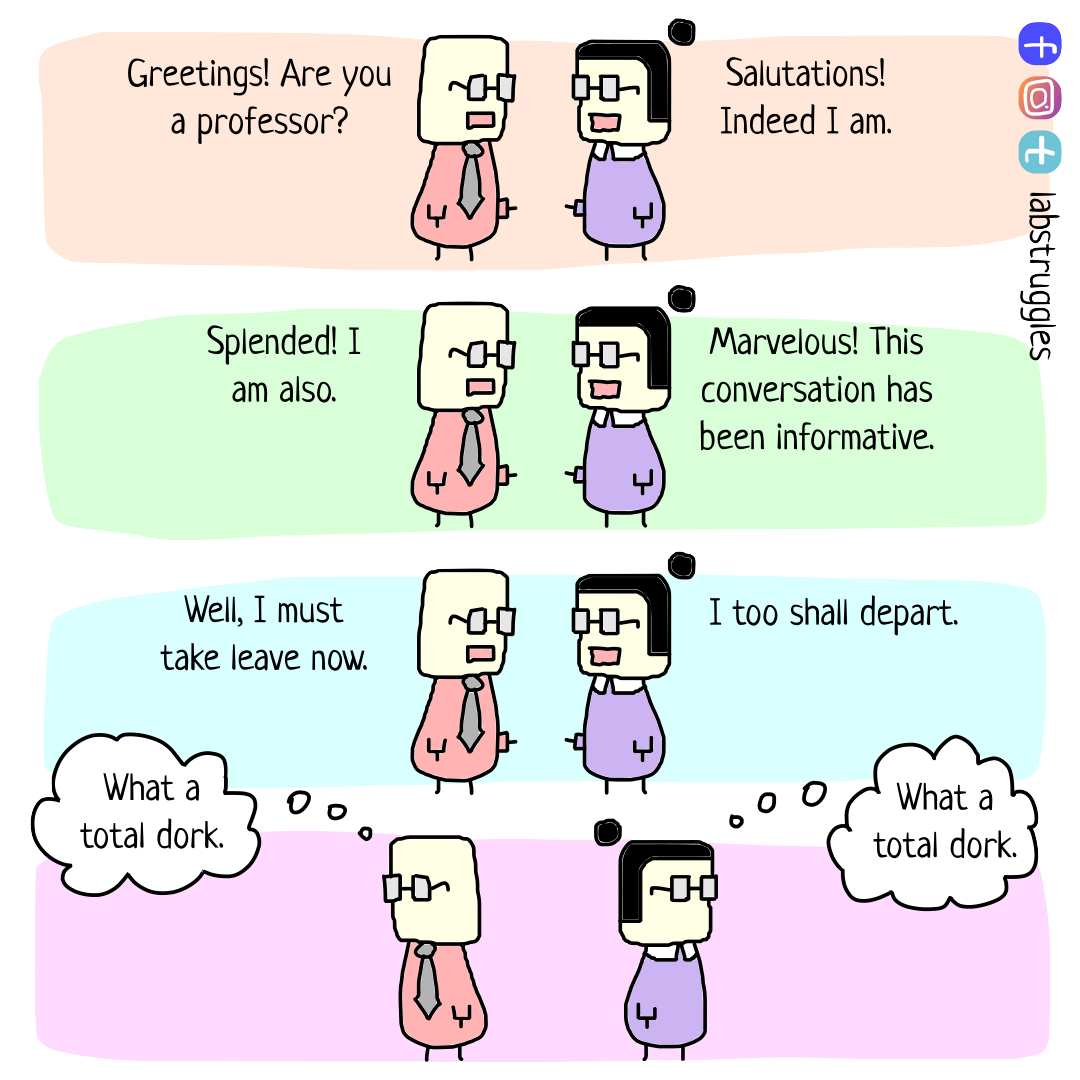 Greetings! Are you
a professor?
Salutations!
Indeed I am.
labstruggles
Splended! I
am also.
Marvelous! This
conversation has
been informative.
Well, I must
take leave now.
I too shall depart.
What a
total dork.
What a
total dork.